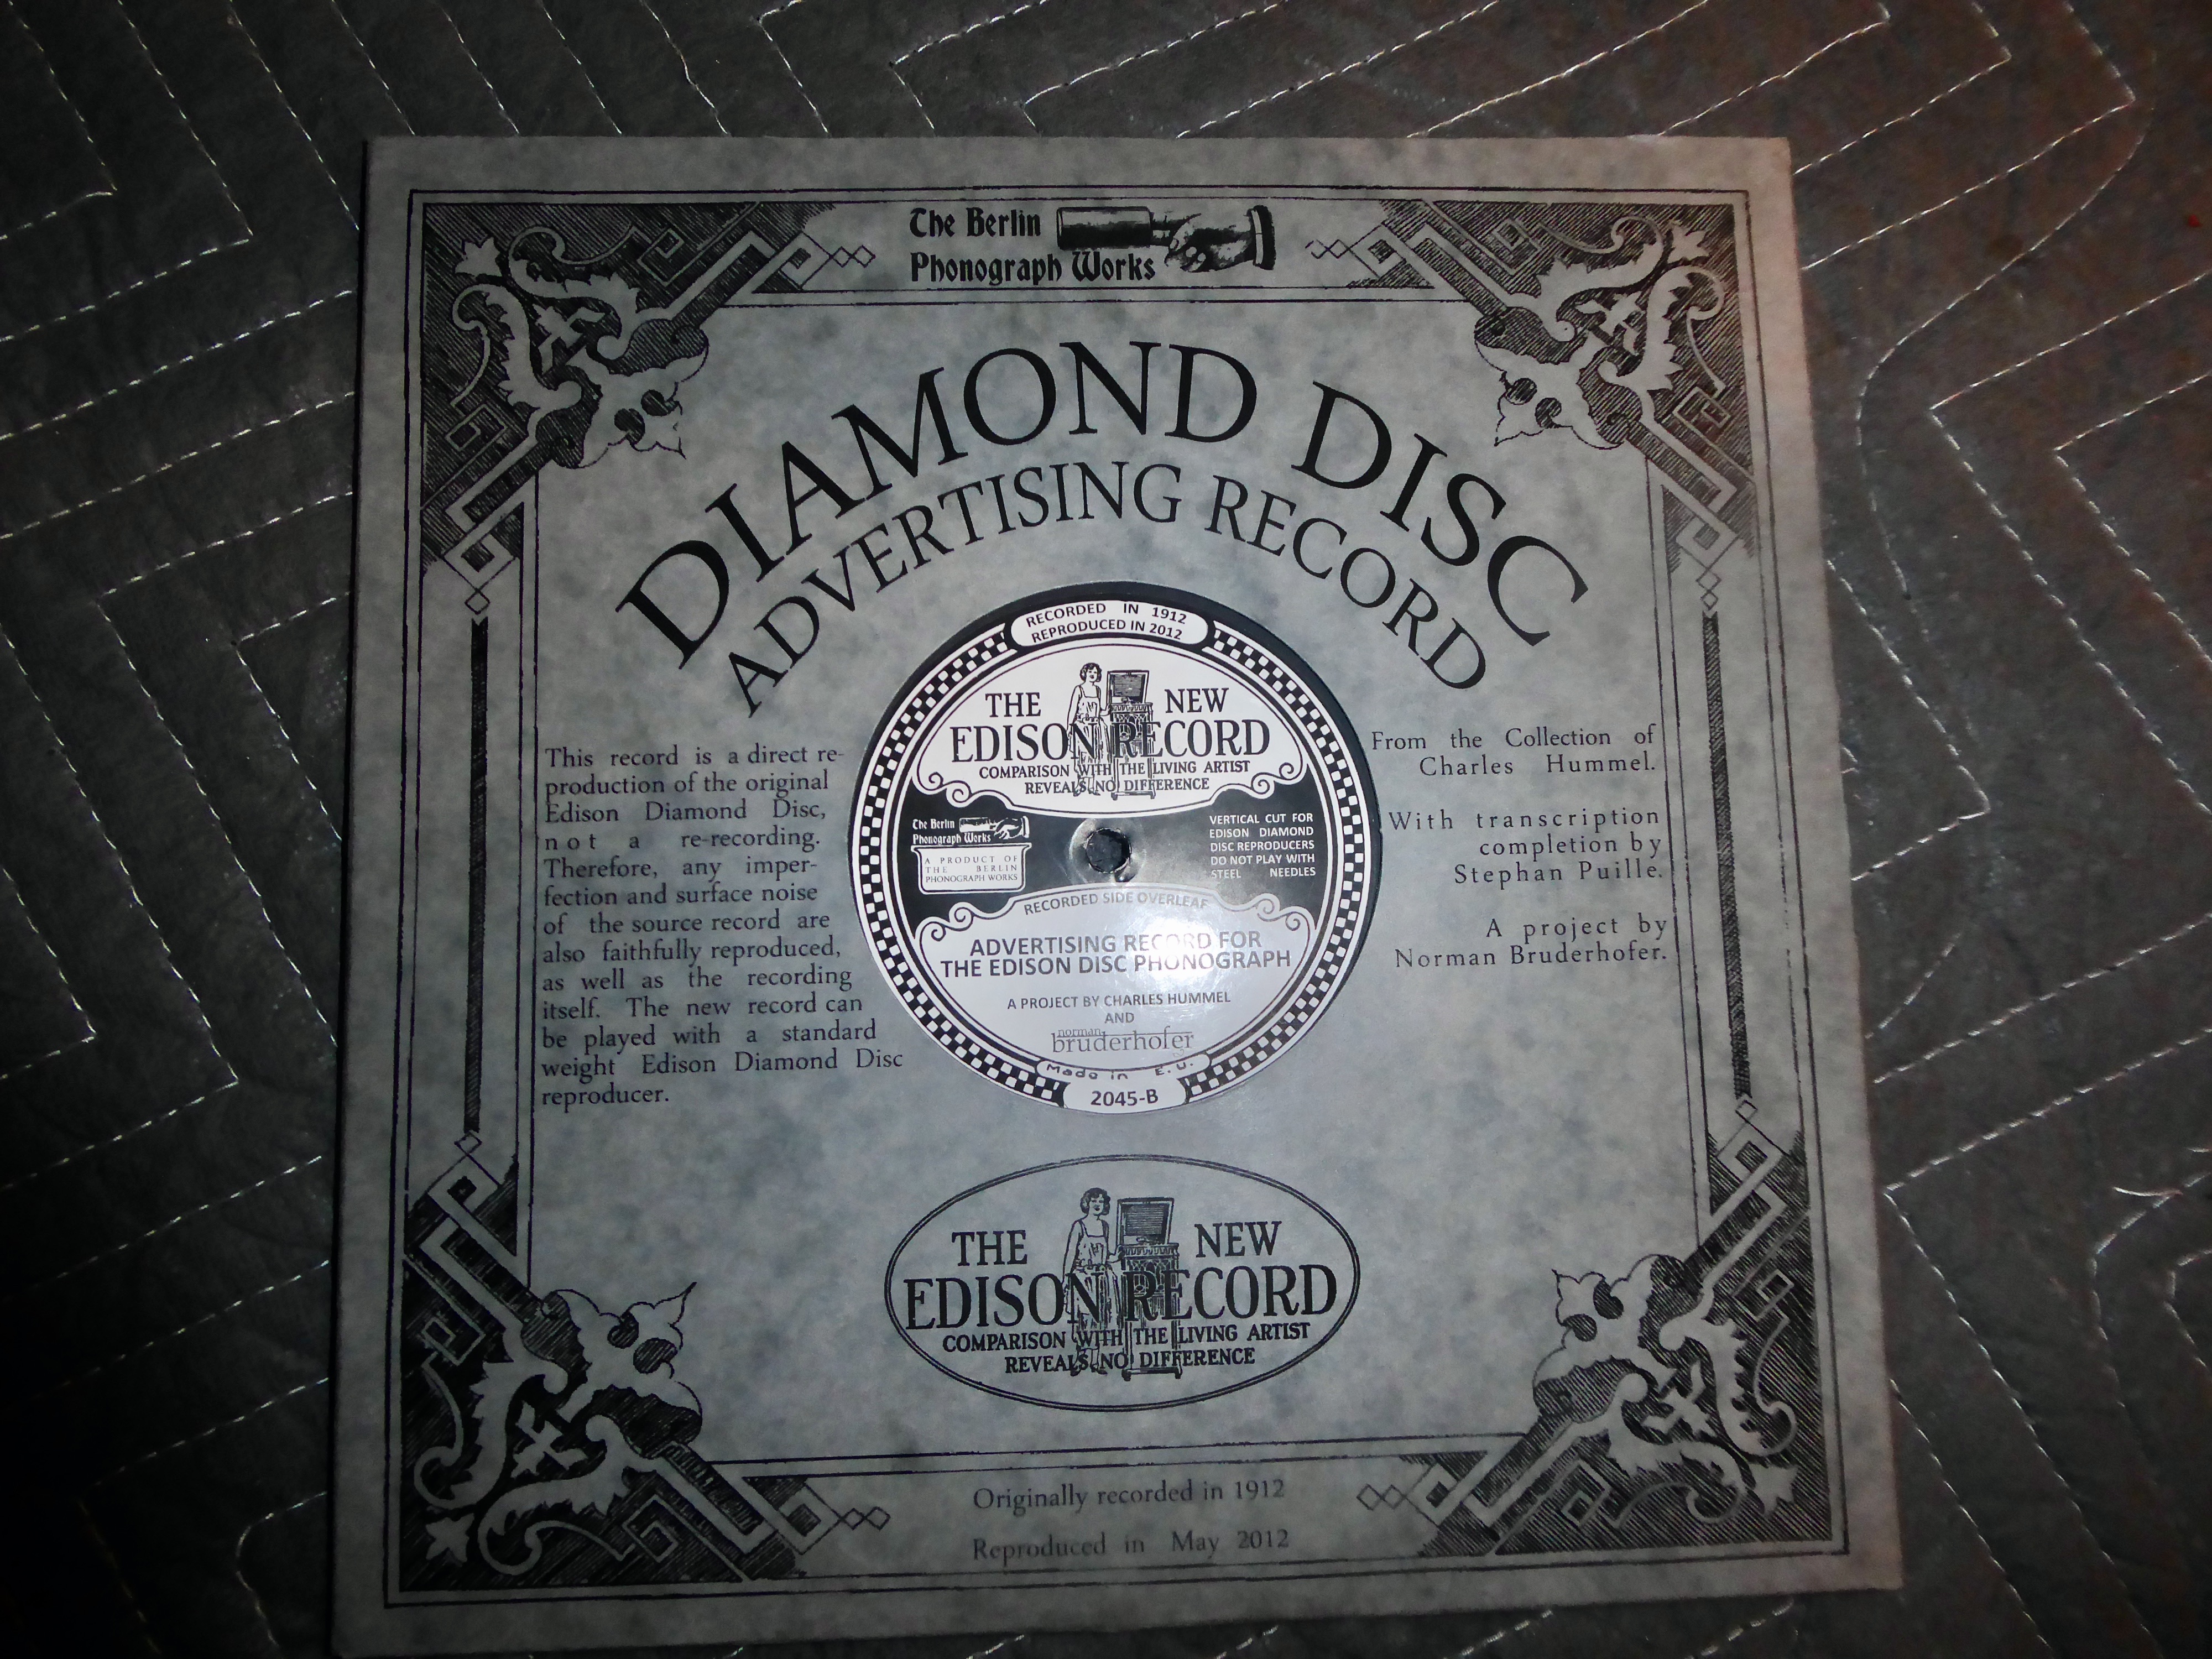 The Berlin
Phonograph Works
DIAMOND DISC
ADVERTISING RECORD
This record is a direct re-
production of the original
Edison Diamond Disc,
not a re-recording.
Therefore, any imper-
fection and surface noise
of the source record are
also faithfully reproduced,
as well as the recording
itself. The new record can
be played with a standard
weight Edison Diamond Disc
reproducer.
RECORDED IN 1912
REPRODUCED IN 2012
THE NEW
EDISON RECORD
COMPARISON WITH THE LIVING ARTIST
REVEALS NO DIFFERENCE
The Berlin
Phonograph Works
A PRODUCT OF
THE BERLIN
PHONOGRAPH WORKS
VERTICAL CUT FOR
EDISON DIAMOND
DISC REPRODUCERS
DO NOT PLAY WITH
STEEL NEEDLES
RECORDED SIDE OVERLEAF
ADVERTISING RECORD FOR
THE EDISON DISC PHONOGRAPH
A PROJECT BY CHARLES HUMMEL
AND
norman
bruderhofer
Made in E.U.
2045-B
From the Collection of
Charles Hummel.
With transcription
completion by
Stephan Puille.
A project by
Norman Bruderhofer.
THE NEW
EDISON RECORD
COMPARISON WITH THE LIVING ARTIST
REVEALS NO DIFFERENCE
Originally recorded in 1912
Reproduced in May 2012